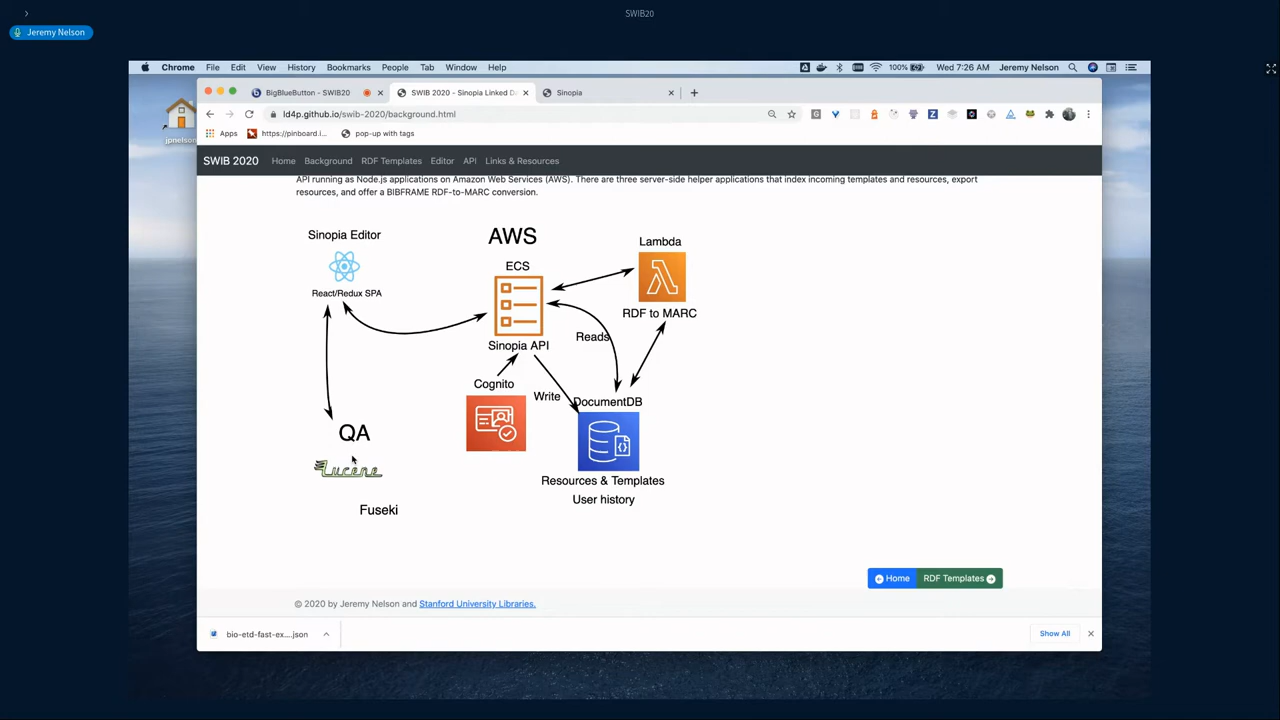 SWIB20
Jeremy Nelson
Chrome File Edit View History Bookmarks People Tab Window Help 100% Wed 7:26 AM Jeremy Nelson
jpnelson
BigBlueButton - SWIB20
SWIB 2020 - Sinopia Linked D
Sinopia
ld4p.github.io/swib-2020/background.html
Apps https://pinboard.i... pop-up with tags
SWIB 2020 Home Background RDF Templates Editor API Links & Resources
API running as Node.js applications on Amazon Web Services (AWS). There are three server-side helper applications that index incoming templates and resources, export
resources, and offer a BIBFRAME RDF-to-MARC conversion.
Sinopia Editor
React/Redux SPA
AWS
ECS
Sinopia API
Lambda
RDF to MARC
Reads
Cognito
Write
DocumentDB
Resources & Templates
User history
QA
Lucene
Fuseki
Home RDF Templates
© 2020 by Jeremy Nelson and Stanford University Libraries.
bio-etd-fast-ex....json
Show All